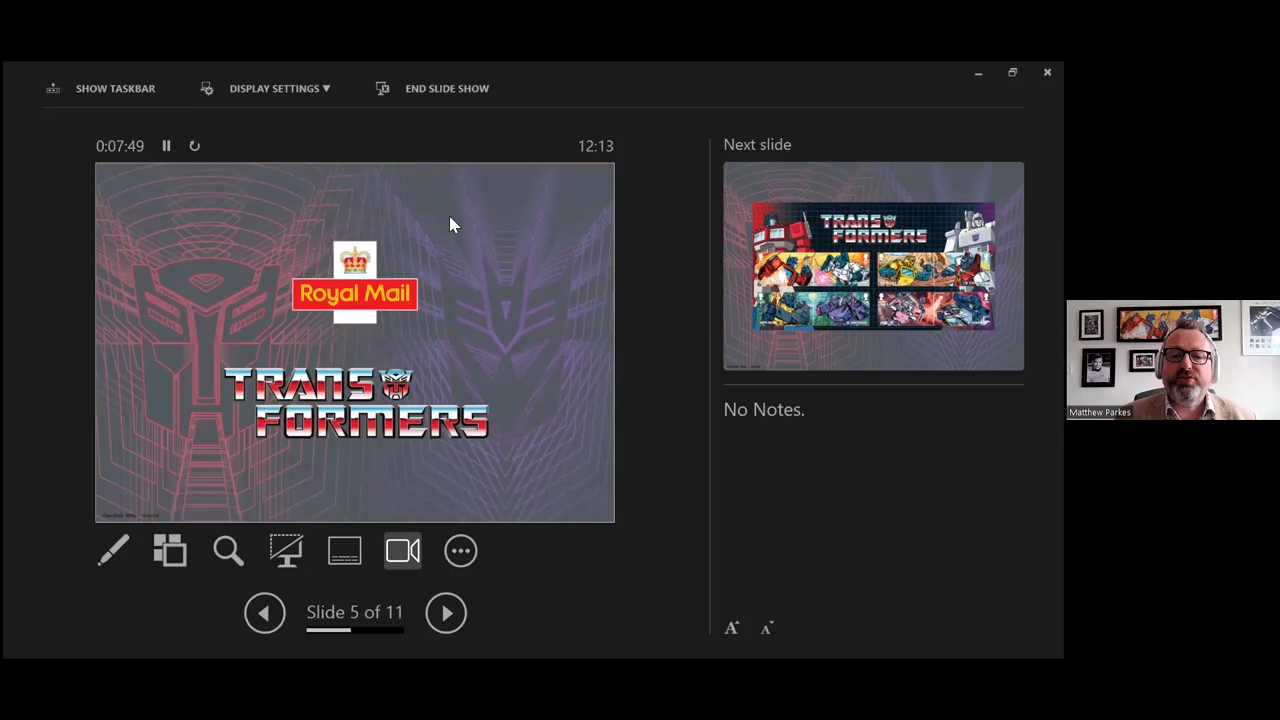 SHOW TASKBAR
DISPLAY SETTINGS ▼
END SLIDE SHOW
0:07:49
12:13
Royal Mail
TRANS
FORMERS
Slide 5 of 11
Next slide
TRANS
FORMERS
No Notes.
A A
Matthew Parkes